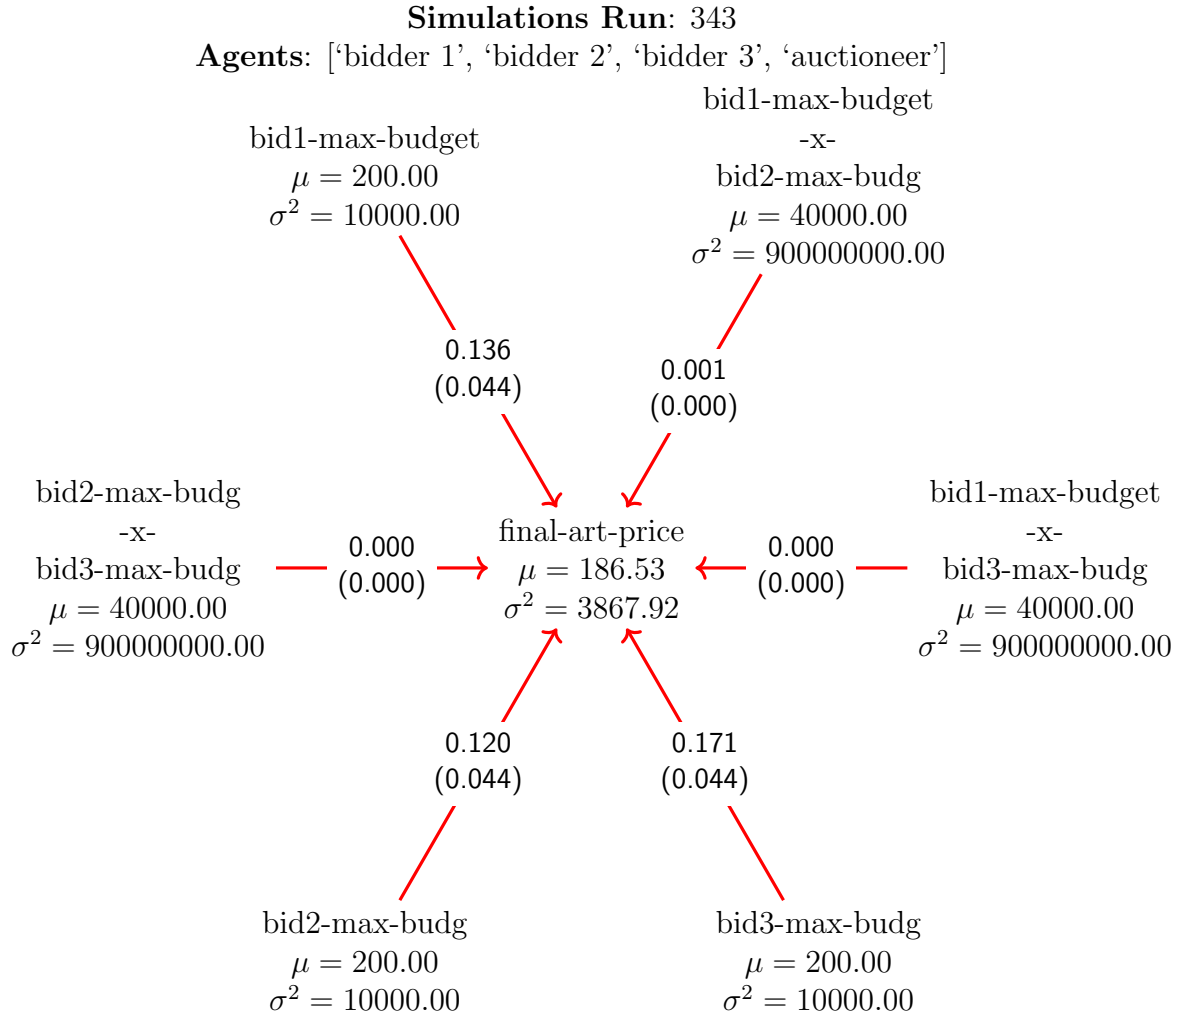 Simulations Run: 343
Agents: [‘bidder 1’, ‘bidder 2’, ‘bidder 3’, ‘auctioneer’]
bid1-max-budget
μ = 200.00
σ² = 10000.00
bid1-max-budget
-x-
bid2-max-budg
μ = 40000.00
σ² = 900000000.00
0.136
(0.044)
0.001
(0.000)
bid2-max-budg
-x-
bid3-max-budg
μ = 40000.00
σ² = 900000000.00
0.000
(0.000)
final-art-price
μ = 186.53
σ² = 3867.92
0.000
(0.000)
bid1-max-budget
-x-
bid3-max-budg
μ = 40000.00
σ² = 900000000.00
0.120
(0.044)
0.171
(0.044)
bid2-max-budg
μ = 200.00
σ² = 10000.00
bid3-max-budg
μ = 200.00
σ² = 10000.00